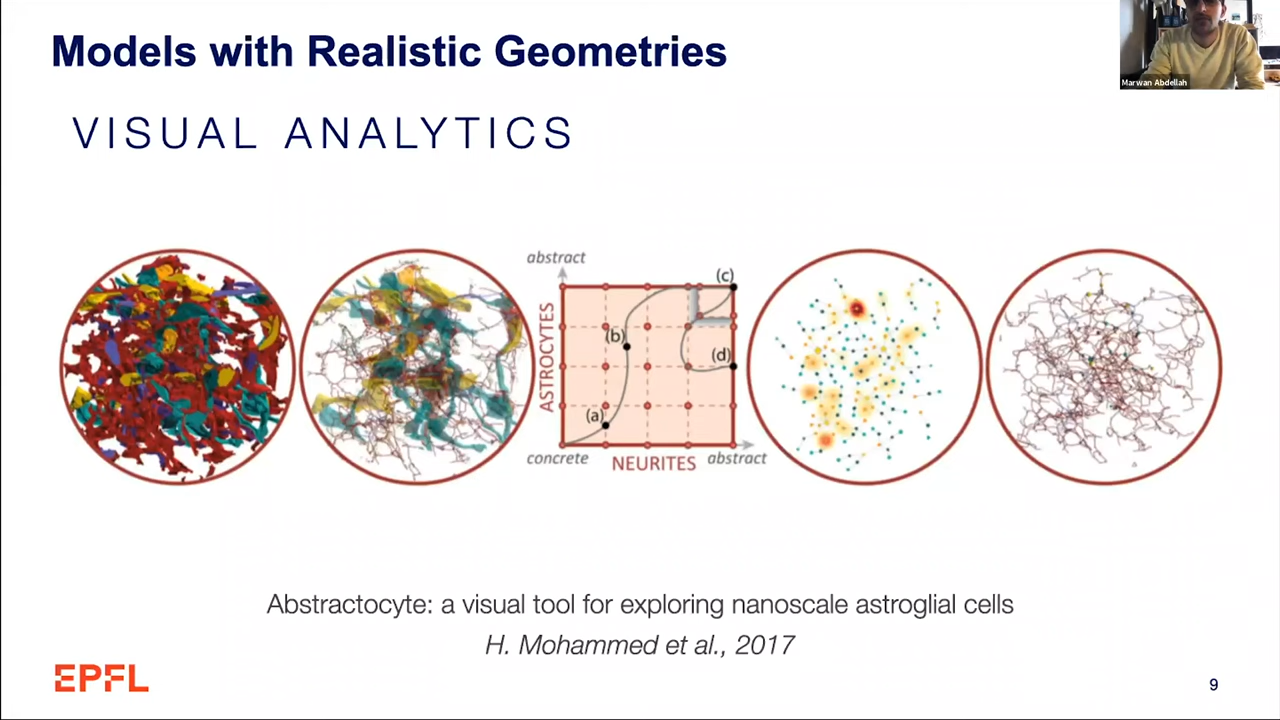 Models with Realistic Geometries
Marwan Abdellah
VISUAL ANALYTICS
abstract
(c)
ASTROCYTES
(b)
(d)
(a)
concrete
NEURITES
abstract
Abstractocyte: a visual tool for exploring nanoscale astroglial cells
H. Mohammed et al., 2017
EPFL
9